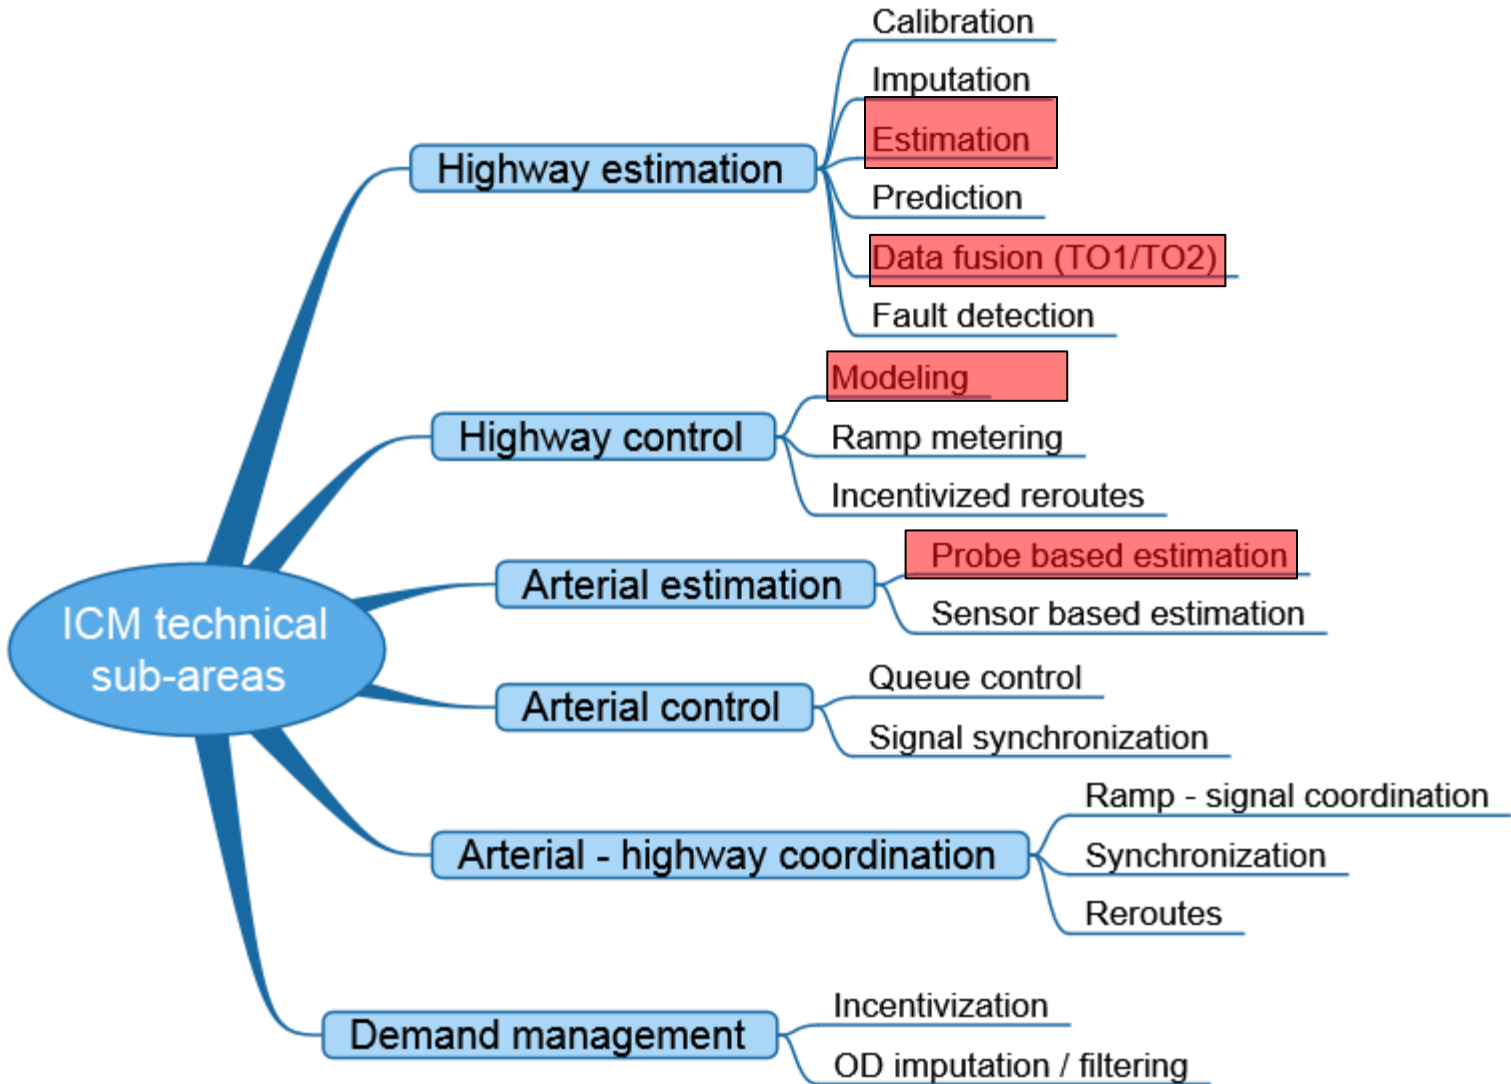 Calibration
Imputation
Estimation
Highway estimation
Prediction
Data fusion (TO1/TO2)
Fault detection
Modeling
Highway control
Ramp metering
Incentivized reroutes
Probe based estimation
Arterial estimation
Sensor based estimation
ICM technical
sub-areas
Queue control
Arterial control
Signal synchronization
Ramp - signal coordination
Arterial - highway coordination
Synchronization
Reroutes
Incentivization
Demand management
OD imputation / filtering